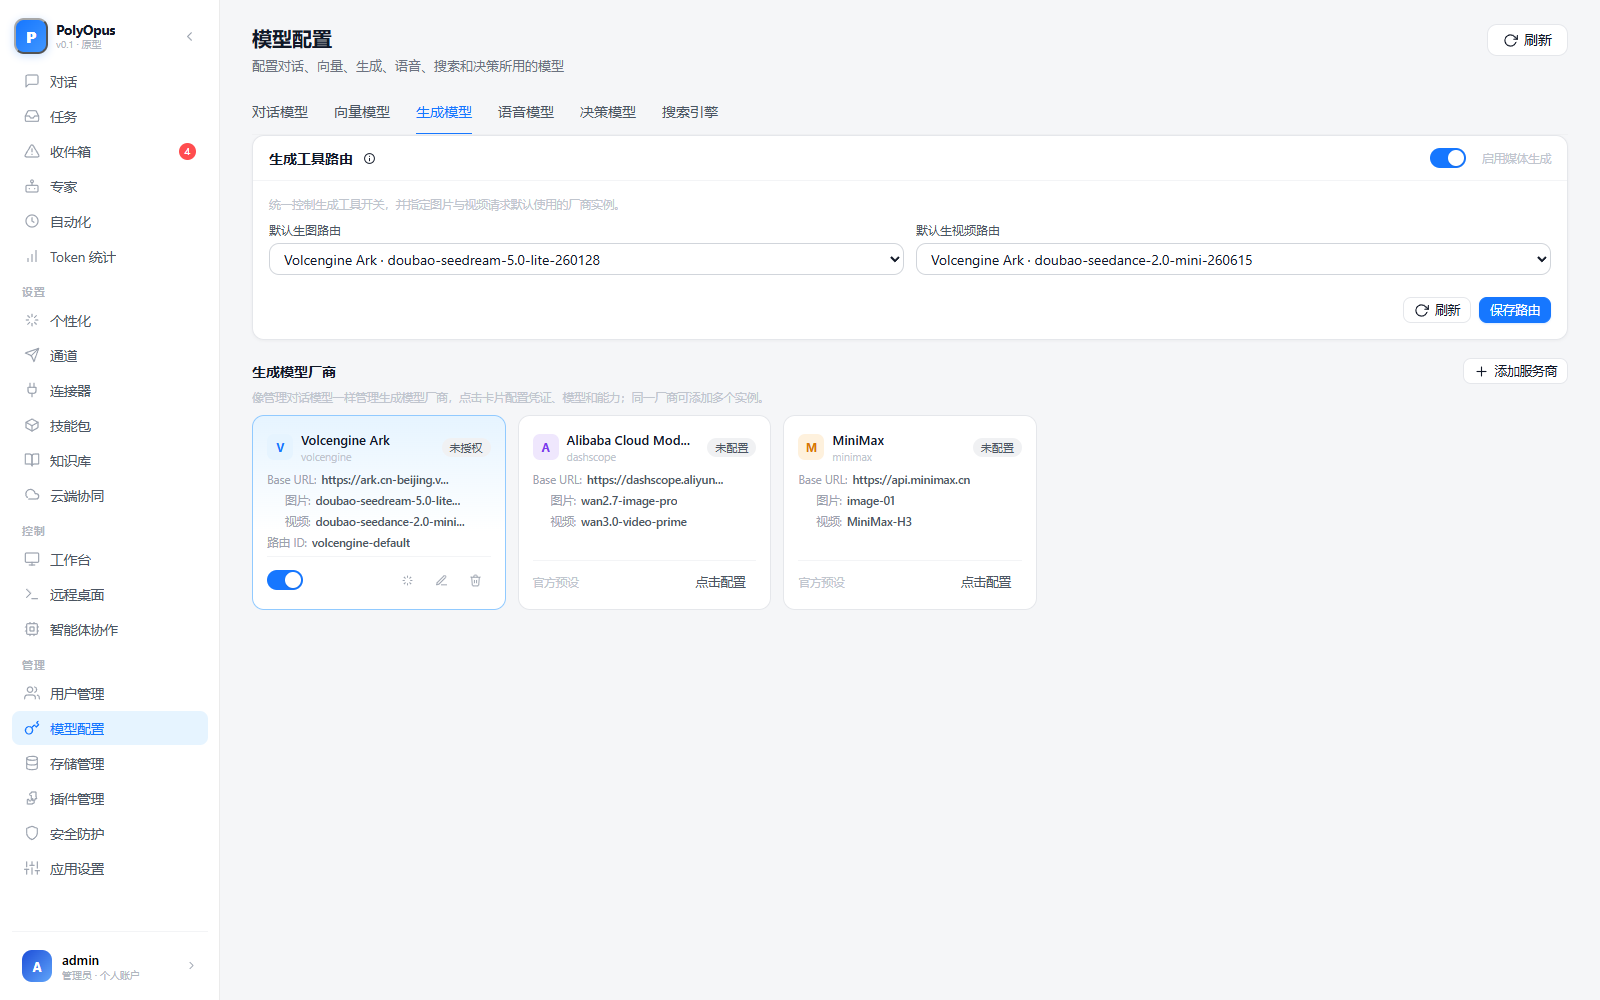 P
PolyOpus
v0.1 · 原型
对话
任务
收件箱
4
专家
自动化
Token 统计
设置
个性化
通道
连接器
技能包
知识库
云端协同
控制
工作台
远程桌面
智能体协作
管理
用户管理
模型配置
存储管理
插件管理
安全防护
应用设置
A
admin
管理员 · 个人账户
模型配置
刷新
配置对话、向量、生成、语音、搜索和决策所用的模型
对话模型
向量模型
生成模型
语音模型
决策模型
搜索引擎
生成工具路由
启用媒体生成
统一控制生成工具开关，并指定图片与视频请求默认使用的厂商实例。
默认生图路由
Volcengine Ark · doubao-seedream-5.0-lite-260128
默认生视频路由
Volcengine Ark · doubao-seedance-2.0-mini-260615
刷新
保存路由
生成模型厂商
添加服务商
像管理对话模型一样管理生成模型厂商，点击卡片配置凭证、模型和能力；同一厂商可添加多个实例。
V
Volcengine Ark
volcengine
未授权
Base URL: https://ark.cn-beijing.v...
图片: doubao-seedream-5.0-lite...
视频: doubao-seedance-2.0-mini...
路由 ID: volcengine-default
A
Alibaba Cloud Mod...
dashscope
未配置
Base URL: https://dashscope.aliyun...
图片: wan2.7-image-pro
视频: wan3.0-video-prime
官方预设
点击配置
M
MiniMax
minimax
未配置
Base URL: https://api.minimax.cn
图片: image-01
视频: MiniMax-H3
官方预设
点击配置